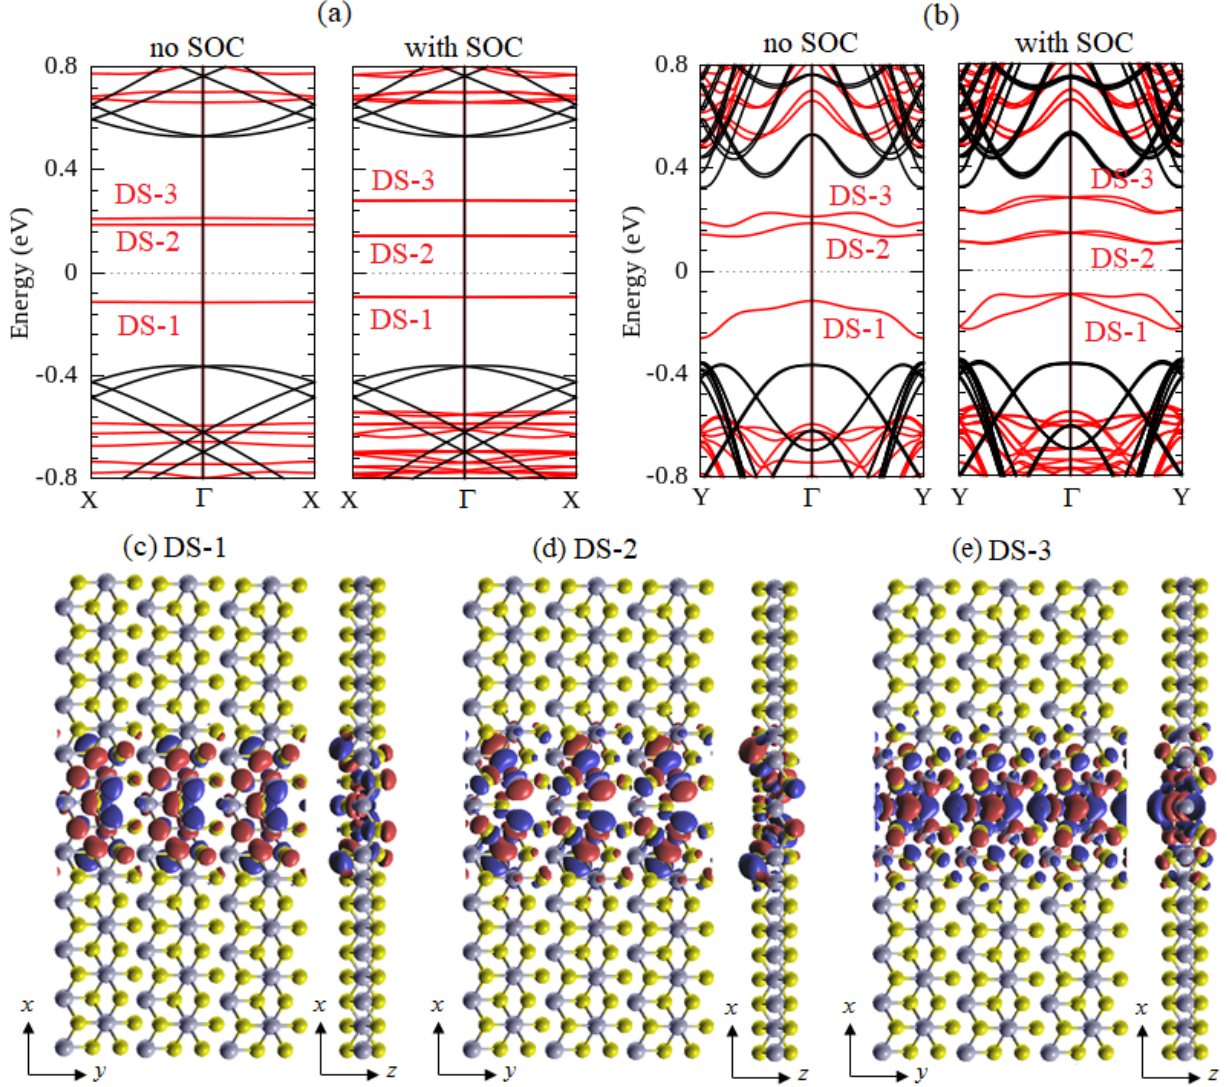 (a)
(b)
no SOC
with SOC
no SOC
with SOC
Energy (eV)
0.8
0.4
0
-0.4
-0.8
DS-3
DS-2
DS-1
X
Γ
X
DS-3
DS-2
DS-1
X
Γ
X
Energy (eV)
0.8
0.4
0
-0.4
-0.8
DS-3
DS-2
DS-1
Y
Γ
Y
DS-3
DS-2
DS-1
Y
Γ
Y
(c) DS-1
(d) DS-2
(e) DS-3
x
y
x
z
x
y
x
z
x
y
x
z